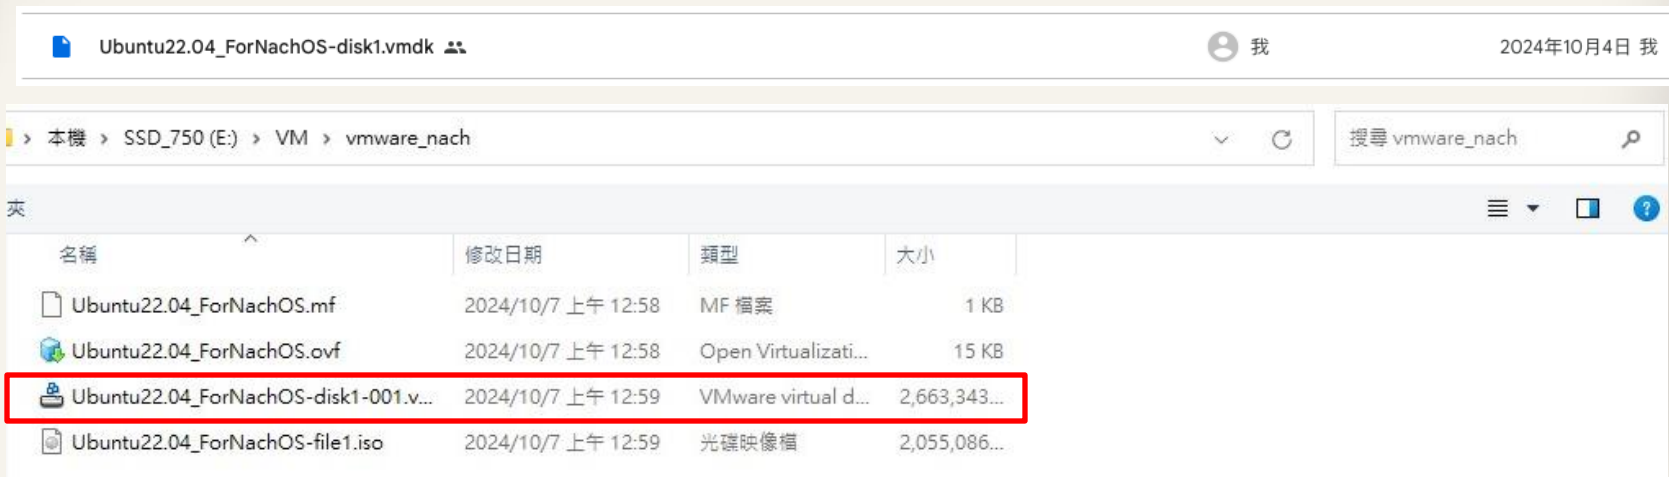 Ubuntu22.04_ForNachOS-disk1.vmdk 我 2024年10月4日 我
本機 > SSD_750 (E:) > VM > vmware_nach 搜尋 vmware_nach
夾
名稱 修改日期 類型 大小
Ubuntu22.04_ForNachOS.mf 2024/10/7 上午 12:58 MF 檔案 1 KB
Ubuntu22.04_ForNachOS.ovf 2024/10/7 上午 12:58 Open Virtualizati... 15 KB
Ubuntu22.04_ForNachOS-disk1-001.v... 2024/10/7 上午 12:59 VMware virtual d... 2,663,343...
Ubuntu22.04_ForNachOS-file1.iso 2024/10/7 上午 12:59 光碟映像檔 2,055,086...